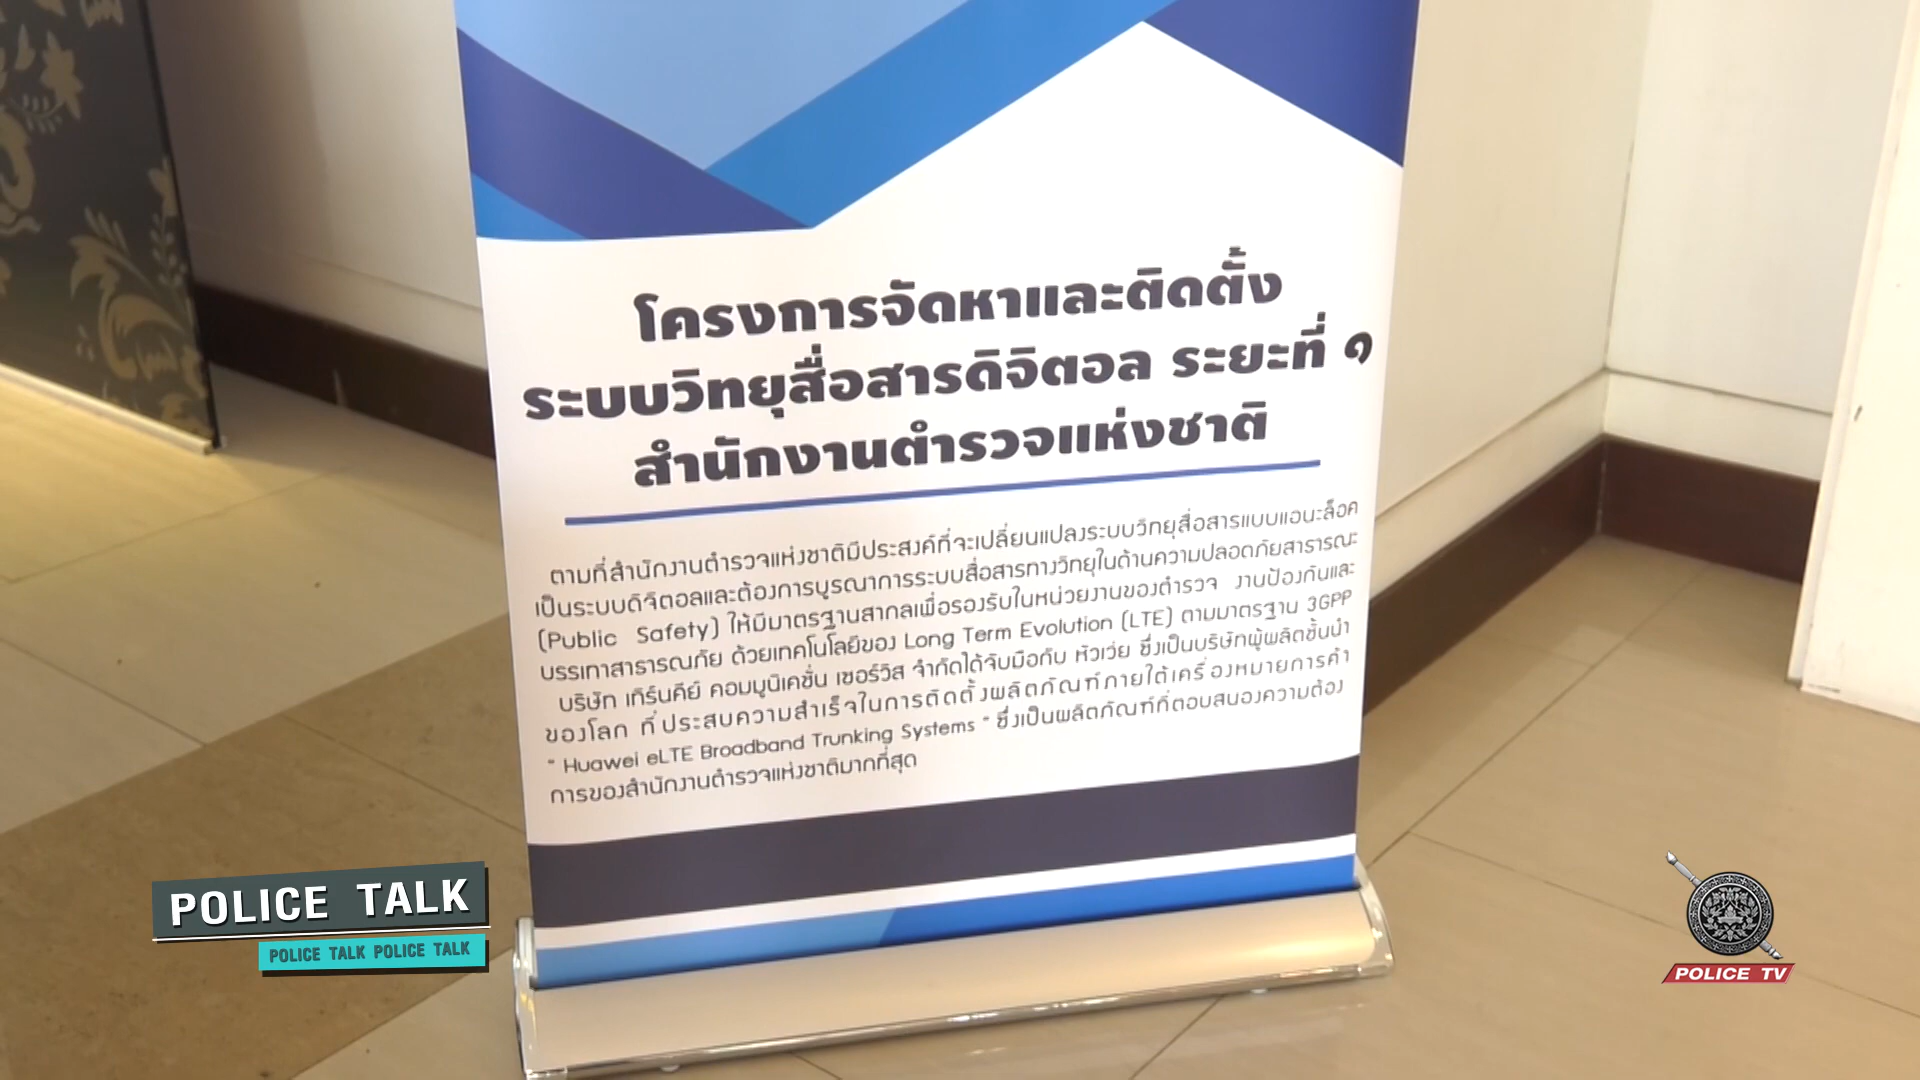 โครงการจัดหาและติดตั้ง
ระบบวิทยุสื่อสารดิจิตอล ระยะที่ ๑
สำนักงานตำรวจแห่งชาติ
ตามที่สำนักงานตำรวจแห่งชาติมีประสงค์ที่จะเปลี่ยนแปลงระบบวิทยุสื่อสารแบบแอนะล็อค
เป็นระบบดิจิตอลและต้องการบูรณาการระบบสื่อสารทางวิทยุในด้านความปลอดภัยสาธารณะ
(Public Safety) ให้มีมาตรฐานสากลเพื่อรองรับในหน่วยงานของตำรวจ งานป้องกันและ
บรรเทาสาธารณภัย ด้วยเทคโนโลยีของ Long Term Evolution (LTE) ตามมาตรฐาน 3GPP
บริษัท เทิร์นคีย์ คอมมูนิเคชั่น เซอร์วิส จำกัดได้จับมือกับ หัวเว่ย ซึ่งเป็นบริษัทผู้ผลิตชั้นนำ
ของโลก ที่ประสบความสำเร็จในการติดตั้งผลิตภัณฑ์ภายใต้เครื่องหมายการค้า
" Huawei eLTE Broadband Trunking Systems " ซึ่งเป็นผลิตภัณฑ์ที่ตอบสนองความต้อง
การของสำนักงานตำรวจแห่งชาติมากที่สุด
POLICE TALK
POLICE TALK POLICE TALK
POLICE TV